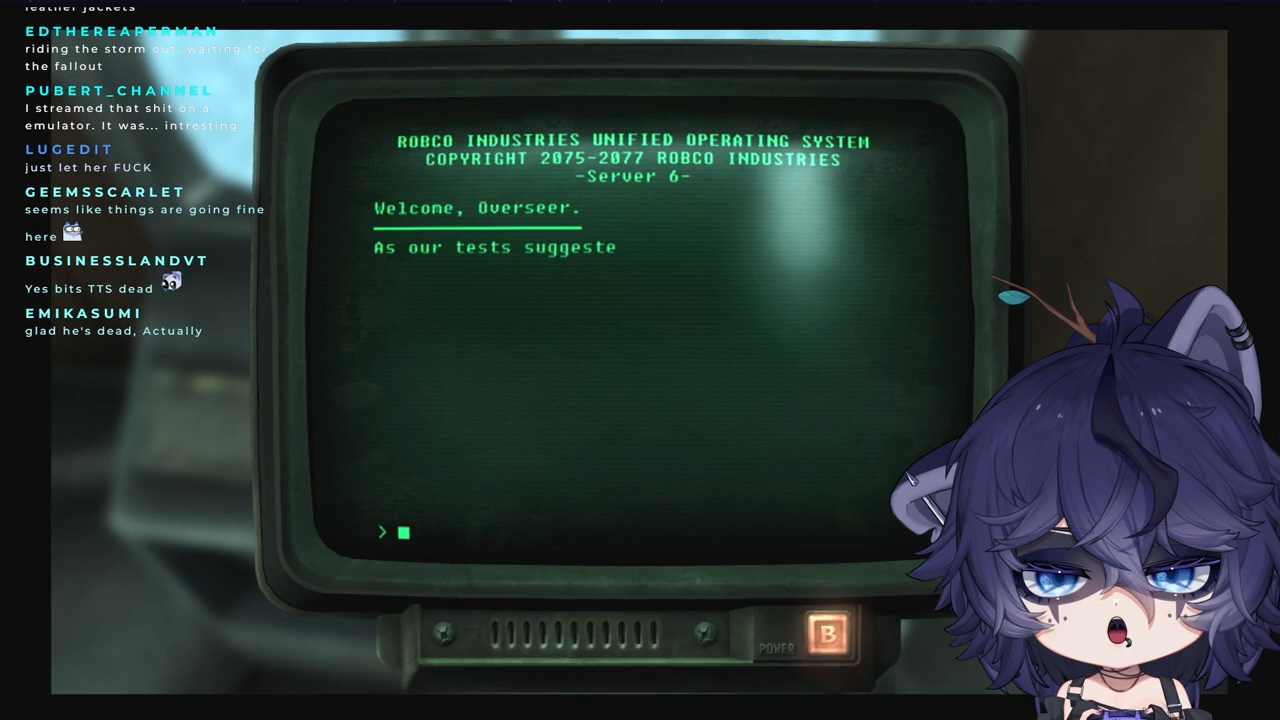 leather jackets
EDTHEREAPERMAN
riding the storm out. waiting for
the fallout
PUBERT_CHANNEL
I streamed that shit on a
emulator. It was... intresting
LUGEDIT
just let her FUCK
GEEMSSCARLET
seems like things are going fine
here
BUSINESSLANDVT
Yes bits TTS dead
EMIKASUMI
glad he's dead, Actually
ROBCO INDUSTRIES UNIFIED OPERATING SYSTEM
COPYRIGHT 2075-2077 ROBCO INDUSTRIES
-Server 6-
Welcome, Overseer.
As our tests suggeste
>
POWER
B